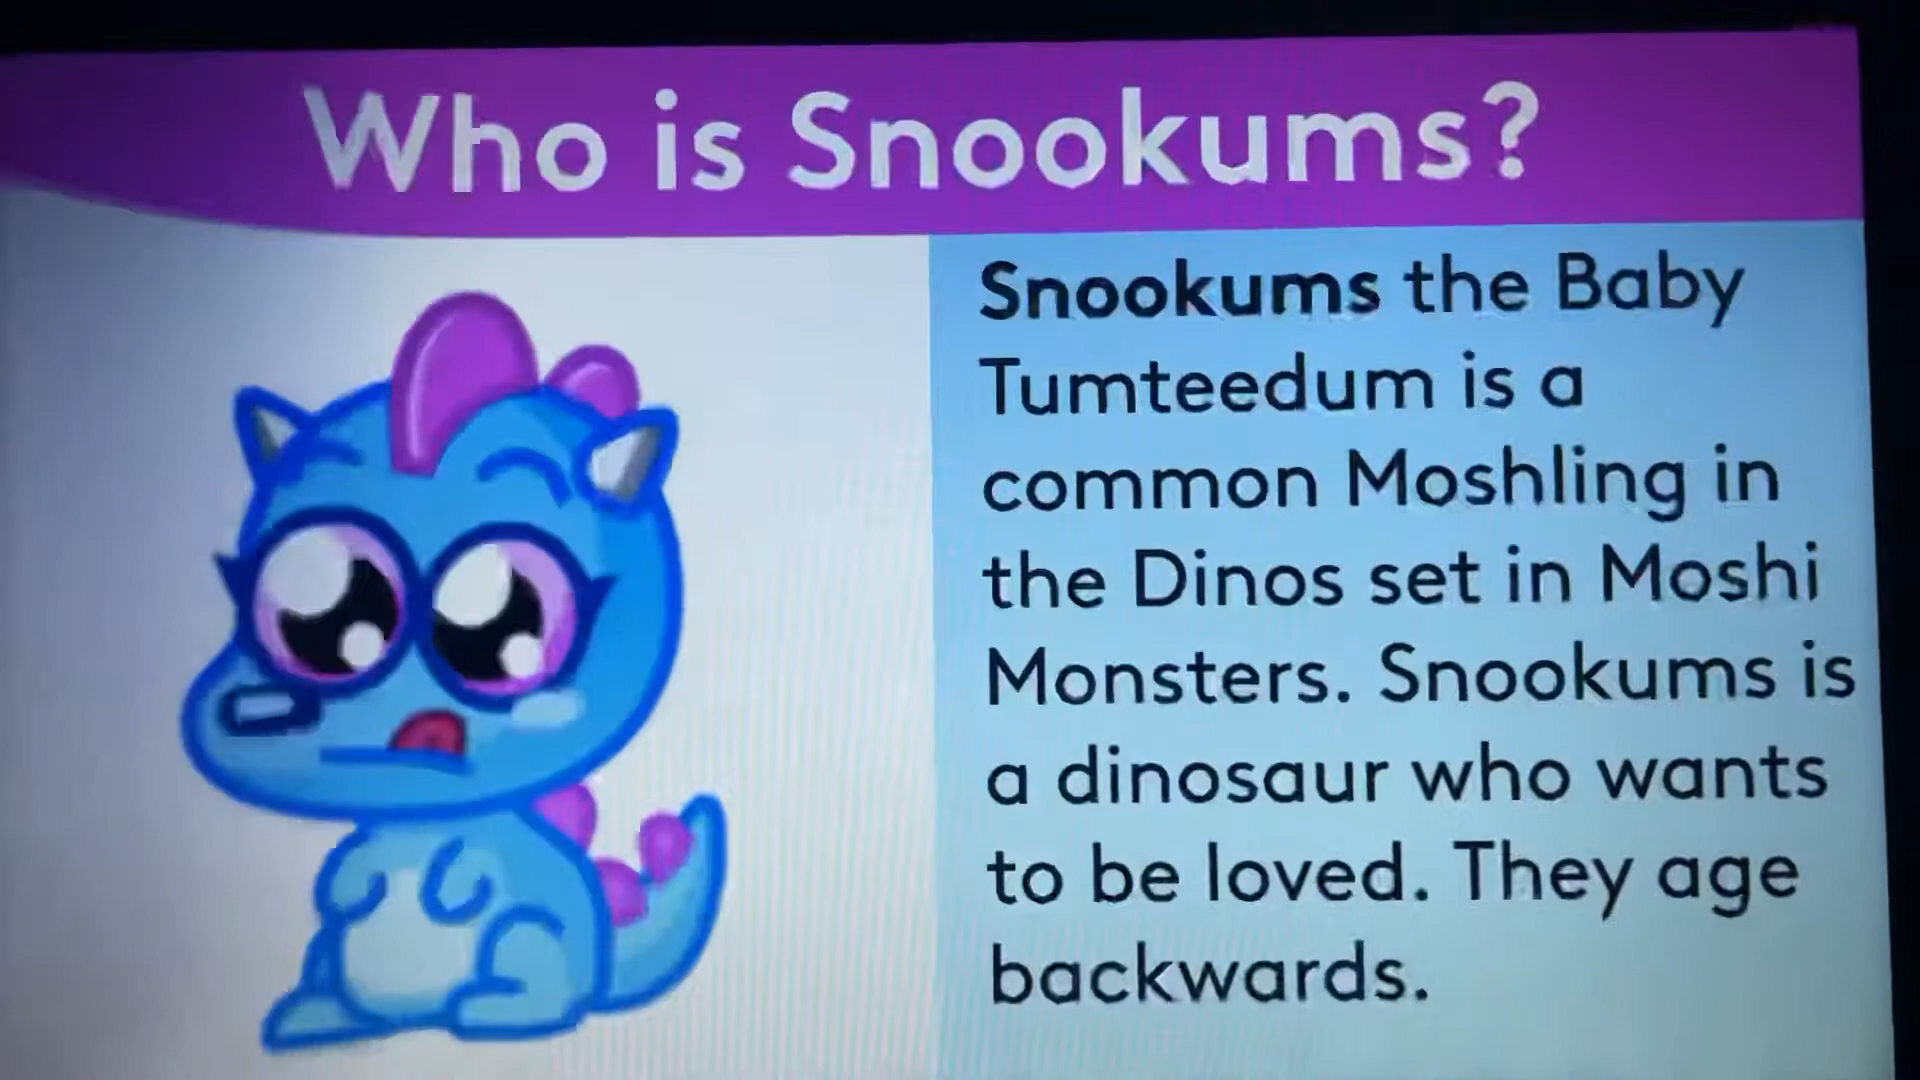 Who is Snookums?
Snookums the Baby
Tumteedum is a
common Moshling in
the Dinos set in Moshi
Monsters. Snookums is
a dinosaur who wants
to be loved. They age
backwards.